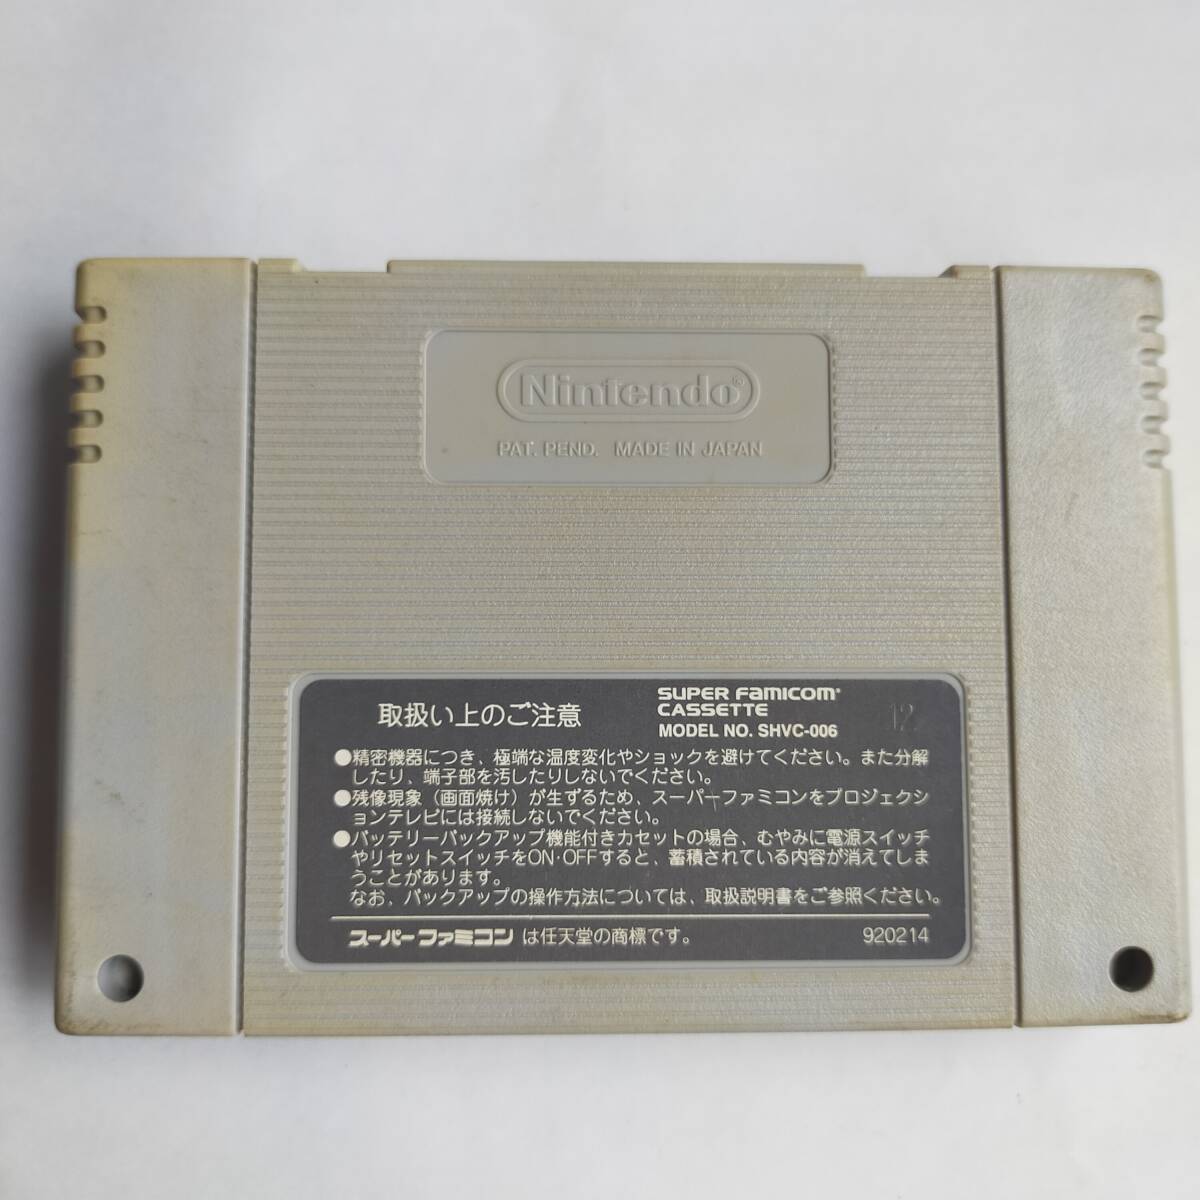 Nintendo®
PAT. PEND. MADE IN JAPAN
取扱い上のご注意
SUPER FAMICOM
CASSETTE
MODEL NO. SHVC-006
12
●精密機器につき、極端な温度変化やショックを避けてください。また分解
したり、端子部を汚したりしないでください。
●残像現象（画面焼け）が生ずるため、スーパーファミコンをプロジェクシ
ョンテレビには接続しないでください。
●バッテリーバックアップ機能付きカセットの場合、むやみに電源スイッチ
やリセットスイッチをON・OFFすると、蓄積されている内容が消えてしま
うことがあります。
なお、バックアップの操作方法については、取扱説明書をご参照ください。
スーパーファミコン は任天堂の商標です。
920214